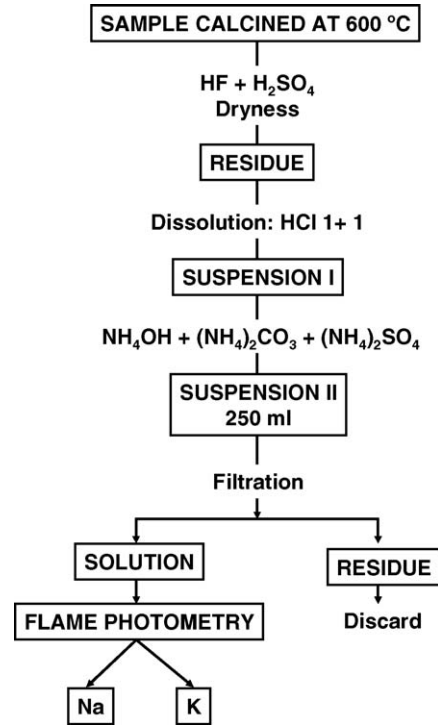 SAMPLE CALCINED AT 600 ºC
HF + H₂SO₄
Dryness
RESIDUE
Dissolution: HCl 1+ 1
SUSPENSION I
NH₄OH + (NH₄)₂CO₃ + (NH₄)₂SO₄
SUSPENSION II
250 ml
Filtration
SOLUTION
RESIDUE
FLAME PHOTOMETRY
Discard
Na
K